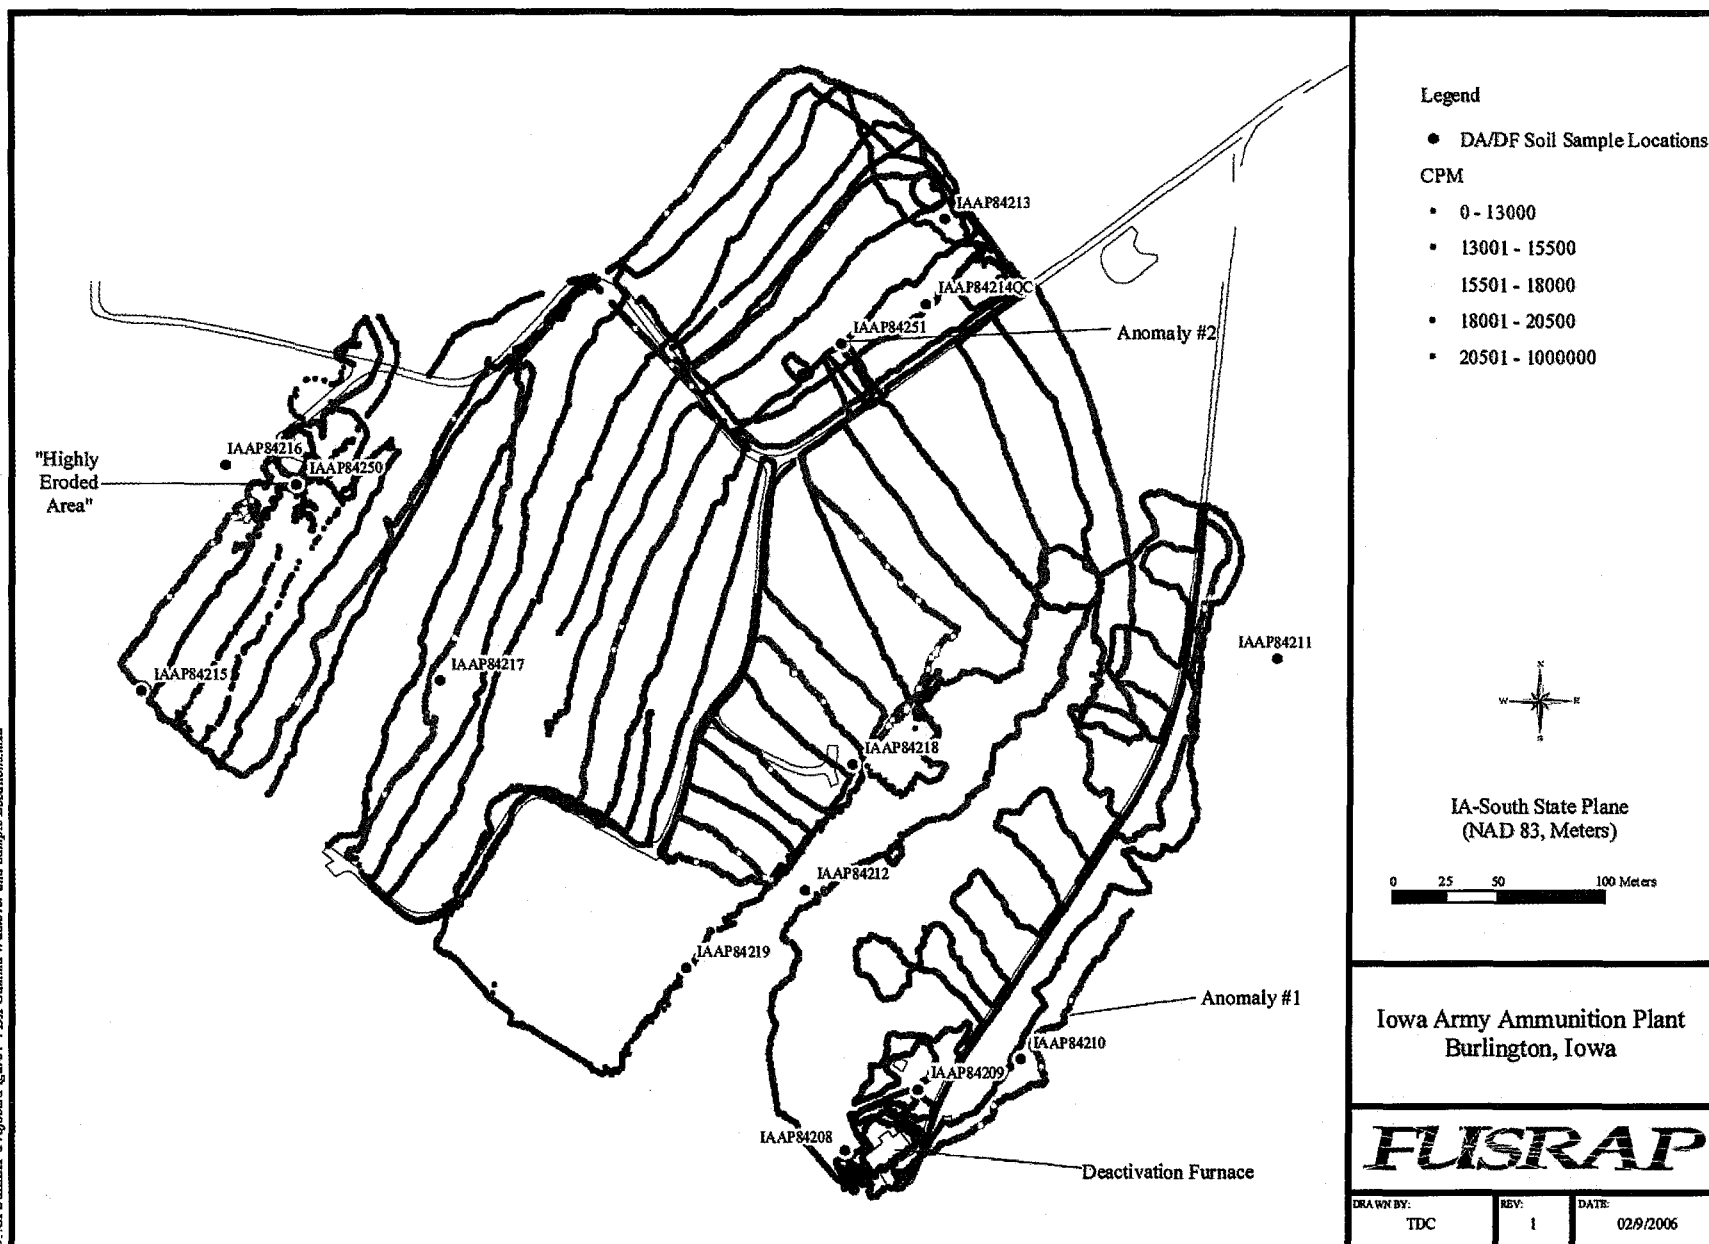 Legend
DA/DF Soil Sample Locations
CPM
0 - 13000
13001 - 15500
15501 - 18000
18001 - 20500
20501 - 1000000
IAAP84213
IAAP84214QC
IAAP84251
Anomaly #2
"Highly
Eroded
Area"
IAAP84216
IAAP84250
IAAP84211
IAAP84215
IAAP84217
IAAP84218
IAAP84212
IAAP84219
Anomaly #1
IAAP84210
IAAP84209
IAAP84208
Deactivation Furnace
N
W
E
S
IA-South State Plane
(NAD 83, Meters)
0 25 50 100 Meters
Iowa Army Ammunition Plant
Burlington, Iowa
FUSRAP
DRAWN BY:
TDC
REV:
1
DATE:
02/9/2006